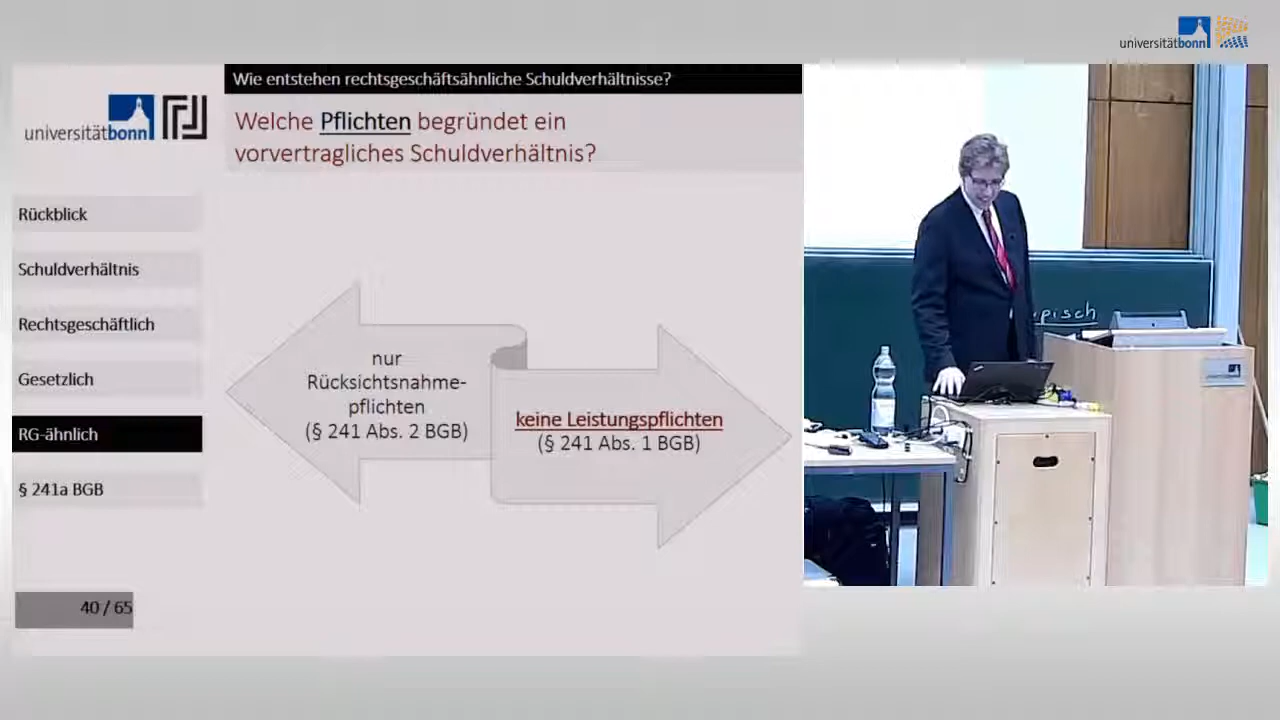 universitätbonn
Wie entstehen rechtsgeschäftsähnliche Schuldverhältnisse?
universitätbonn
Welche Pflichten begründet ein
vorvertragliches Schuldverhältnis?
Rückblick
Schuldverhältnis
Rechtsgeschäftlich
Gesetzlich
RG-ähnlich
§ 241a BGB
nur
Rücksichtsnahme-
pflichten
(§ 241 Abs. 2 BGB)
keine Leistungspflichten
(§ 241 Abs. 1 BGB)
40 / 65